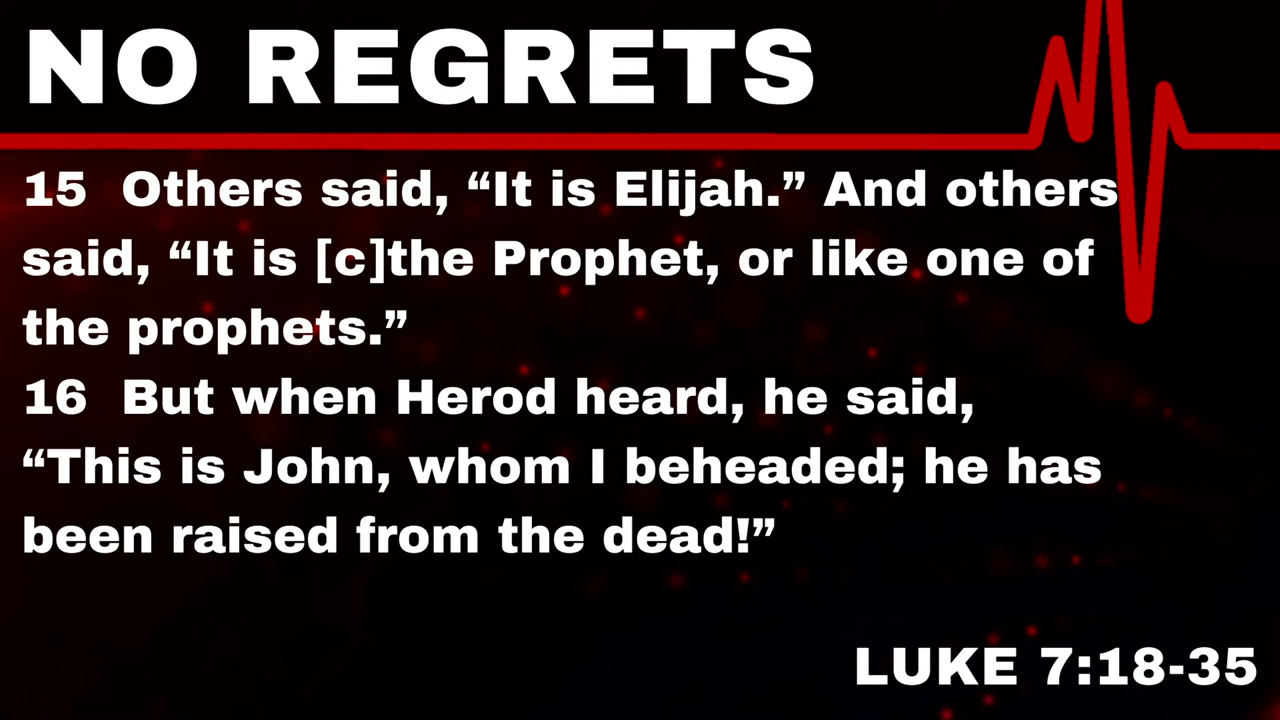 NO REGRETS
15  Others said, “It is Elijah.” And others
said, “It is [c]the Prophet, or like one of
the prophets.”
16  But when Herod heard, he said,
“This is John, whom I beheaded; he has
been raised from the dead!”
LUKE 7:18-35